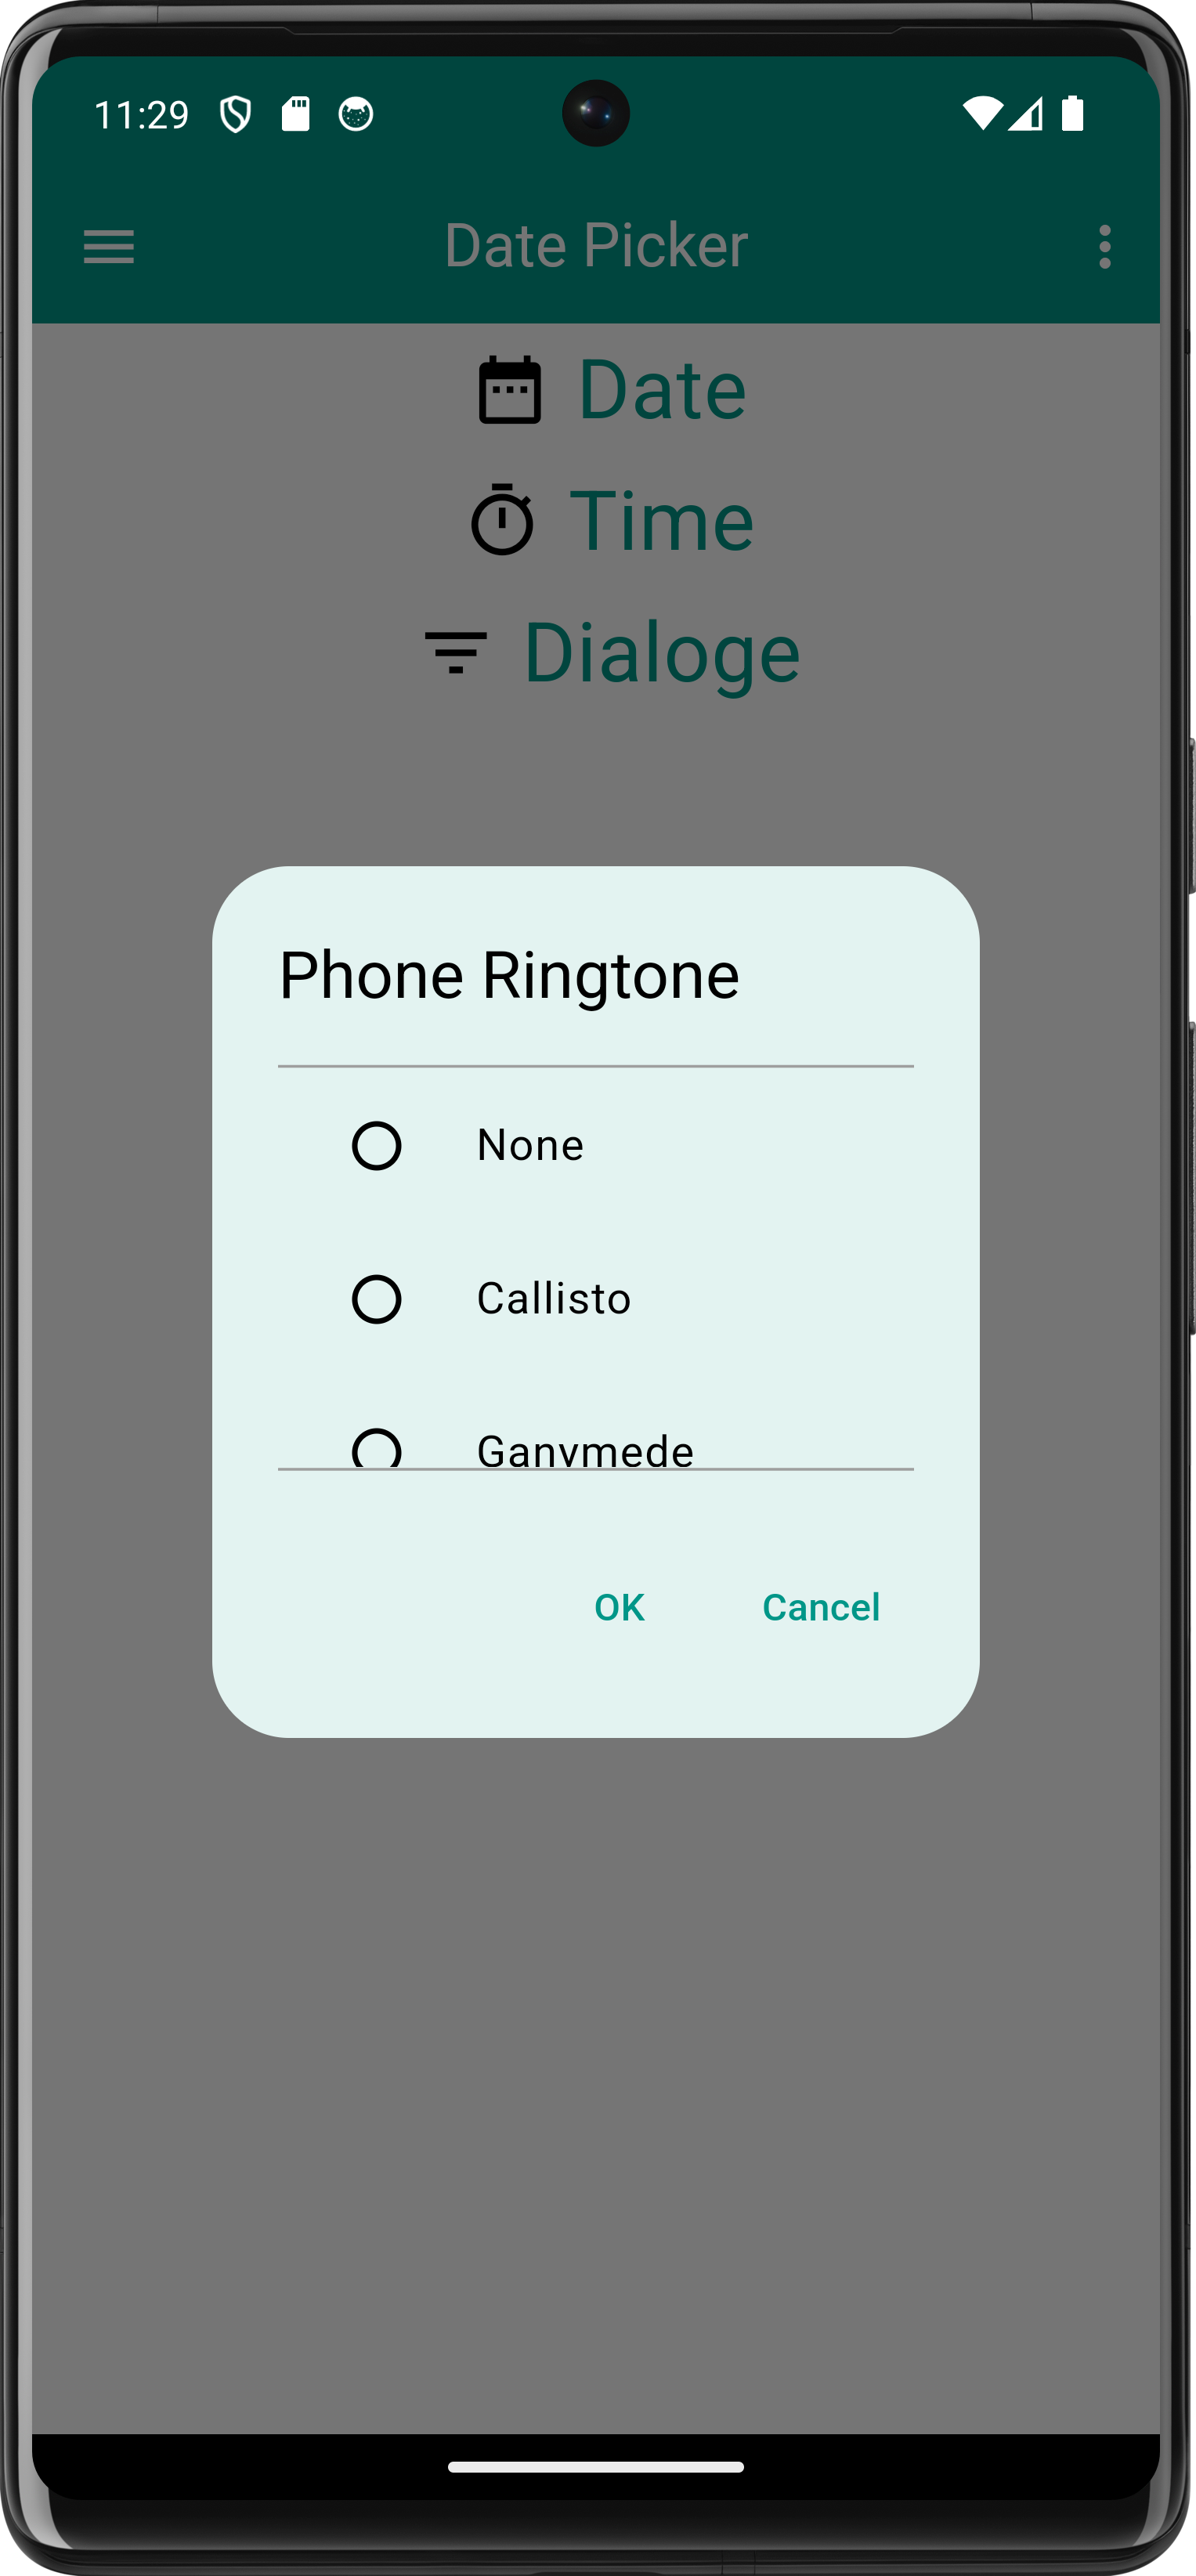 11:29
Date Picker
Date
Time
Dialoge
Phone Ringtone
None
Callisto
Ganymede
OK
Cancel